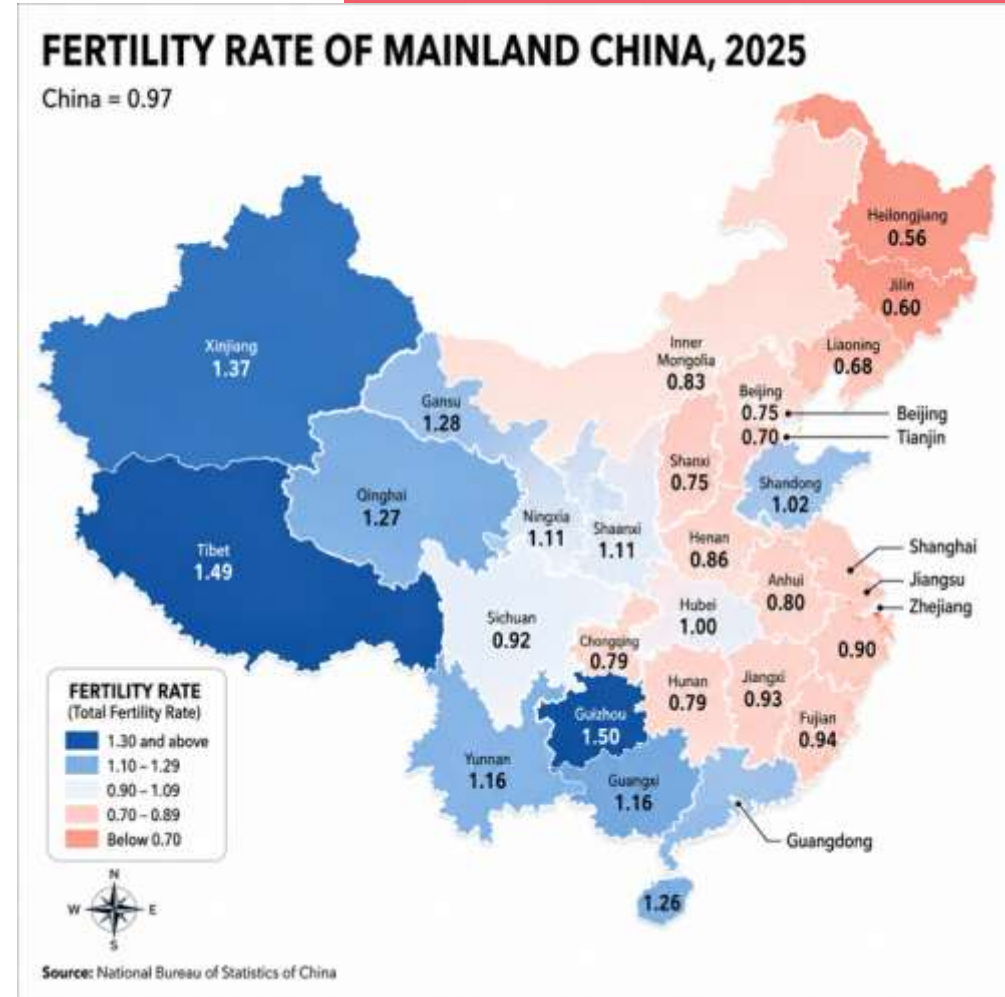 FERTILITY RATE OF MAINLAND CHINA, 2025
China = 0.97
Heilongjiang
0.56
Jilin
0.60
Liaoning
0.68
Inner
Mongolia
0.83
Xinjiang
1.37
Gansu
1.28
Beijing
0.75
0.70
Beijing
Tianjin
Shanxi
0.75
Shandong
1.02
Qinghai
1.27
Ningxia
1.11
Shaanxi
1.11
Henan
0.86
Tibet
1.49
Shanghai
Jiangsu
Zhejiang
Anhui
0.80
Hubei
1.00
Sichuan
0.92
Chongqing
0.79
0.90
Hunan
0.79
Jiangxi
0.93
Fujian
0.94
Guizhou
1.50
Yunnan
1.16
Guangxi
1.16
Guangdong
1.26
FERTILITY RATE
(Total Fertility Rate)
1.30 and above
1.10 – 1.29
0.90 – 1.09
0.70 – 0.89
Below 0.70
N
W E
S
Source: National Bureau of Statistics of China